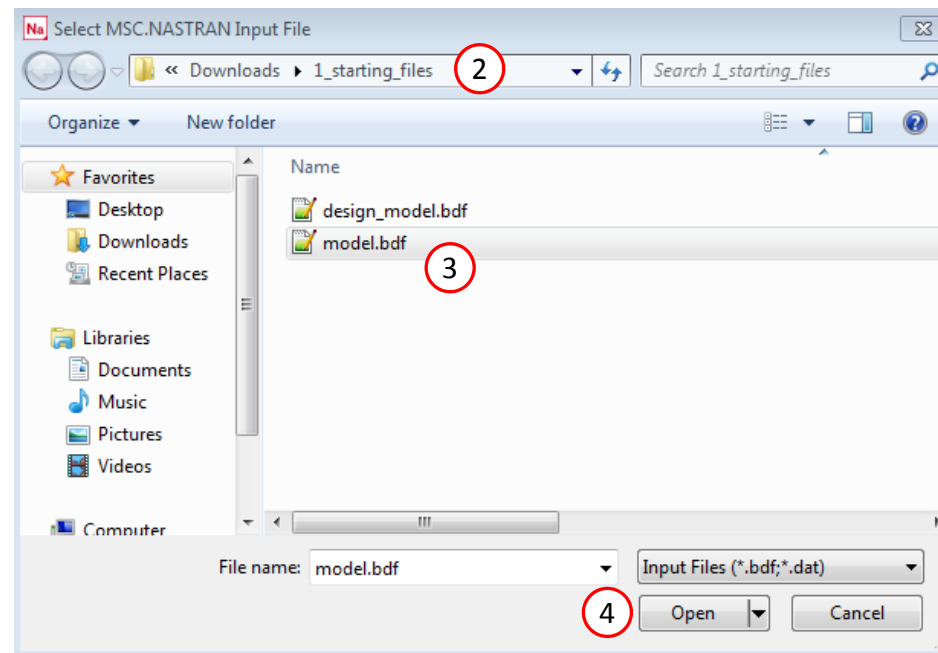 Na Select MSC.NASTRAN Input File
« Downloads 1_starting_files 2 Search 1_starting_files
Organize New folder
Name
Favorites
Desktop
Downloads
Recent Places
Libraries
Documents
Music
Pictures
Videos
Computer
design_model.bdf
model.bdf
3
File name: model.bdf Input Files (*.bdf;*.dat)
4 Open Cancel